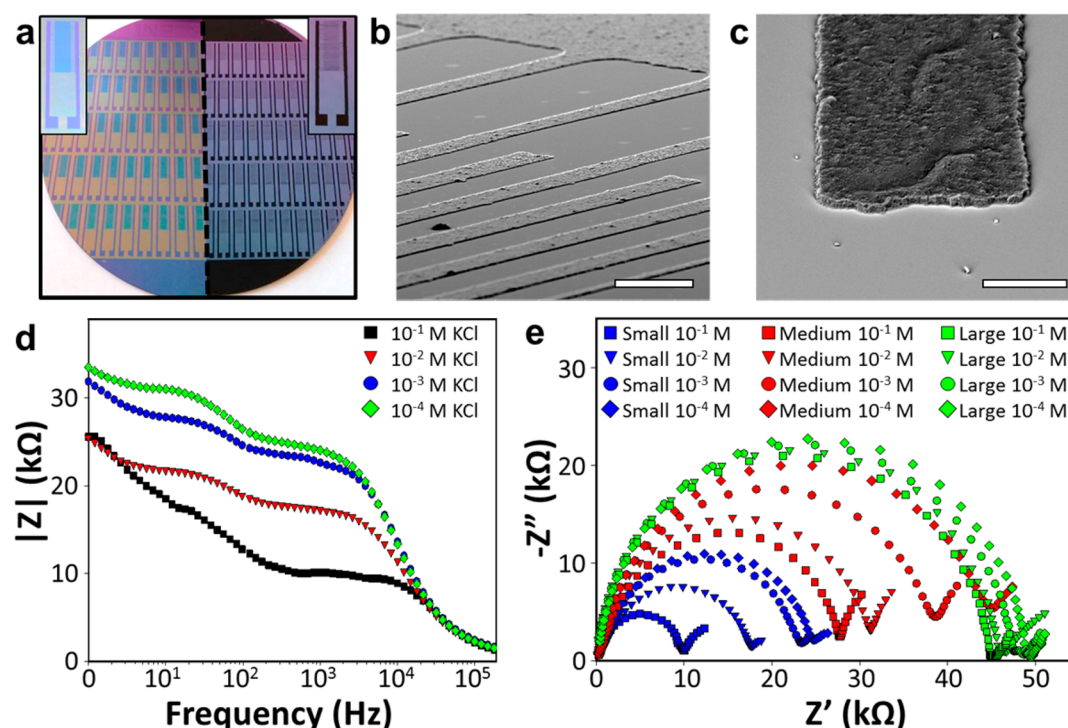 a
b
c
d
10⁻¹ M KCl
10⁻² M KCl
10⁻³ M KCl
10⁻⁴ M KCl
30
20
10
0
|Z| (kΩ)
0 10¹ 10² 10³ 10⁴ 10⁵
Frequency (Hz)
e
Small 10⁻¹ M Medium 10⁻¹ M Large 10⁻¹ M
Small 10⁻² M Medium 10⁻² M Large 10⁻² M
Small 10⁻³ M Medium 10⁻³ M Large 10⁻³ M
Small 10⁻⁴ M Medium 10⁻⁴ M Large 10⁻⁴ M
30
20
10
0
-Z″ (kΩ)
0 10 20 30 40 50
Z′ (kΩ)